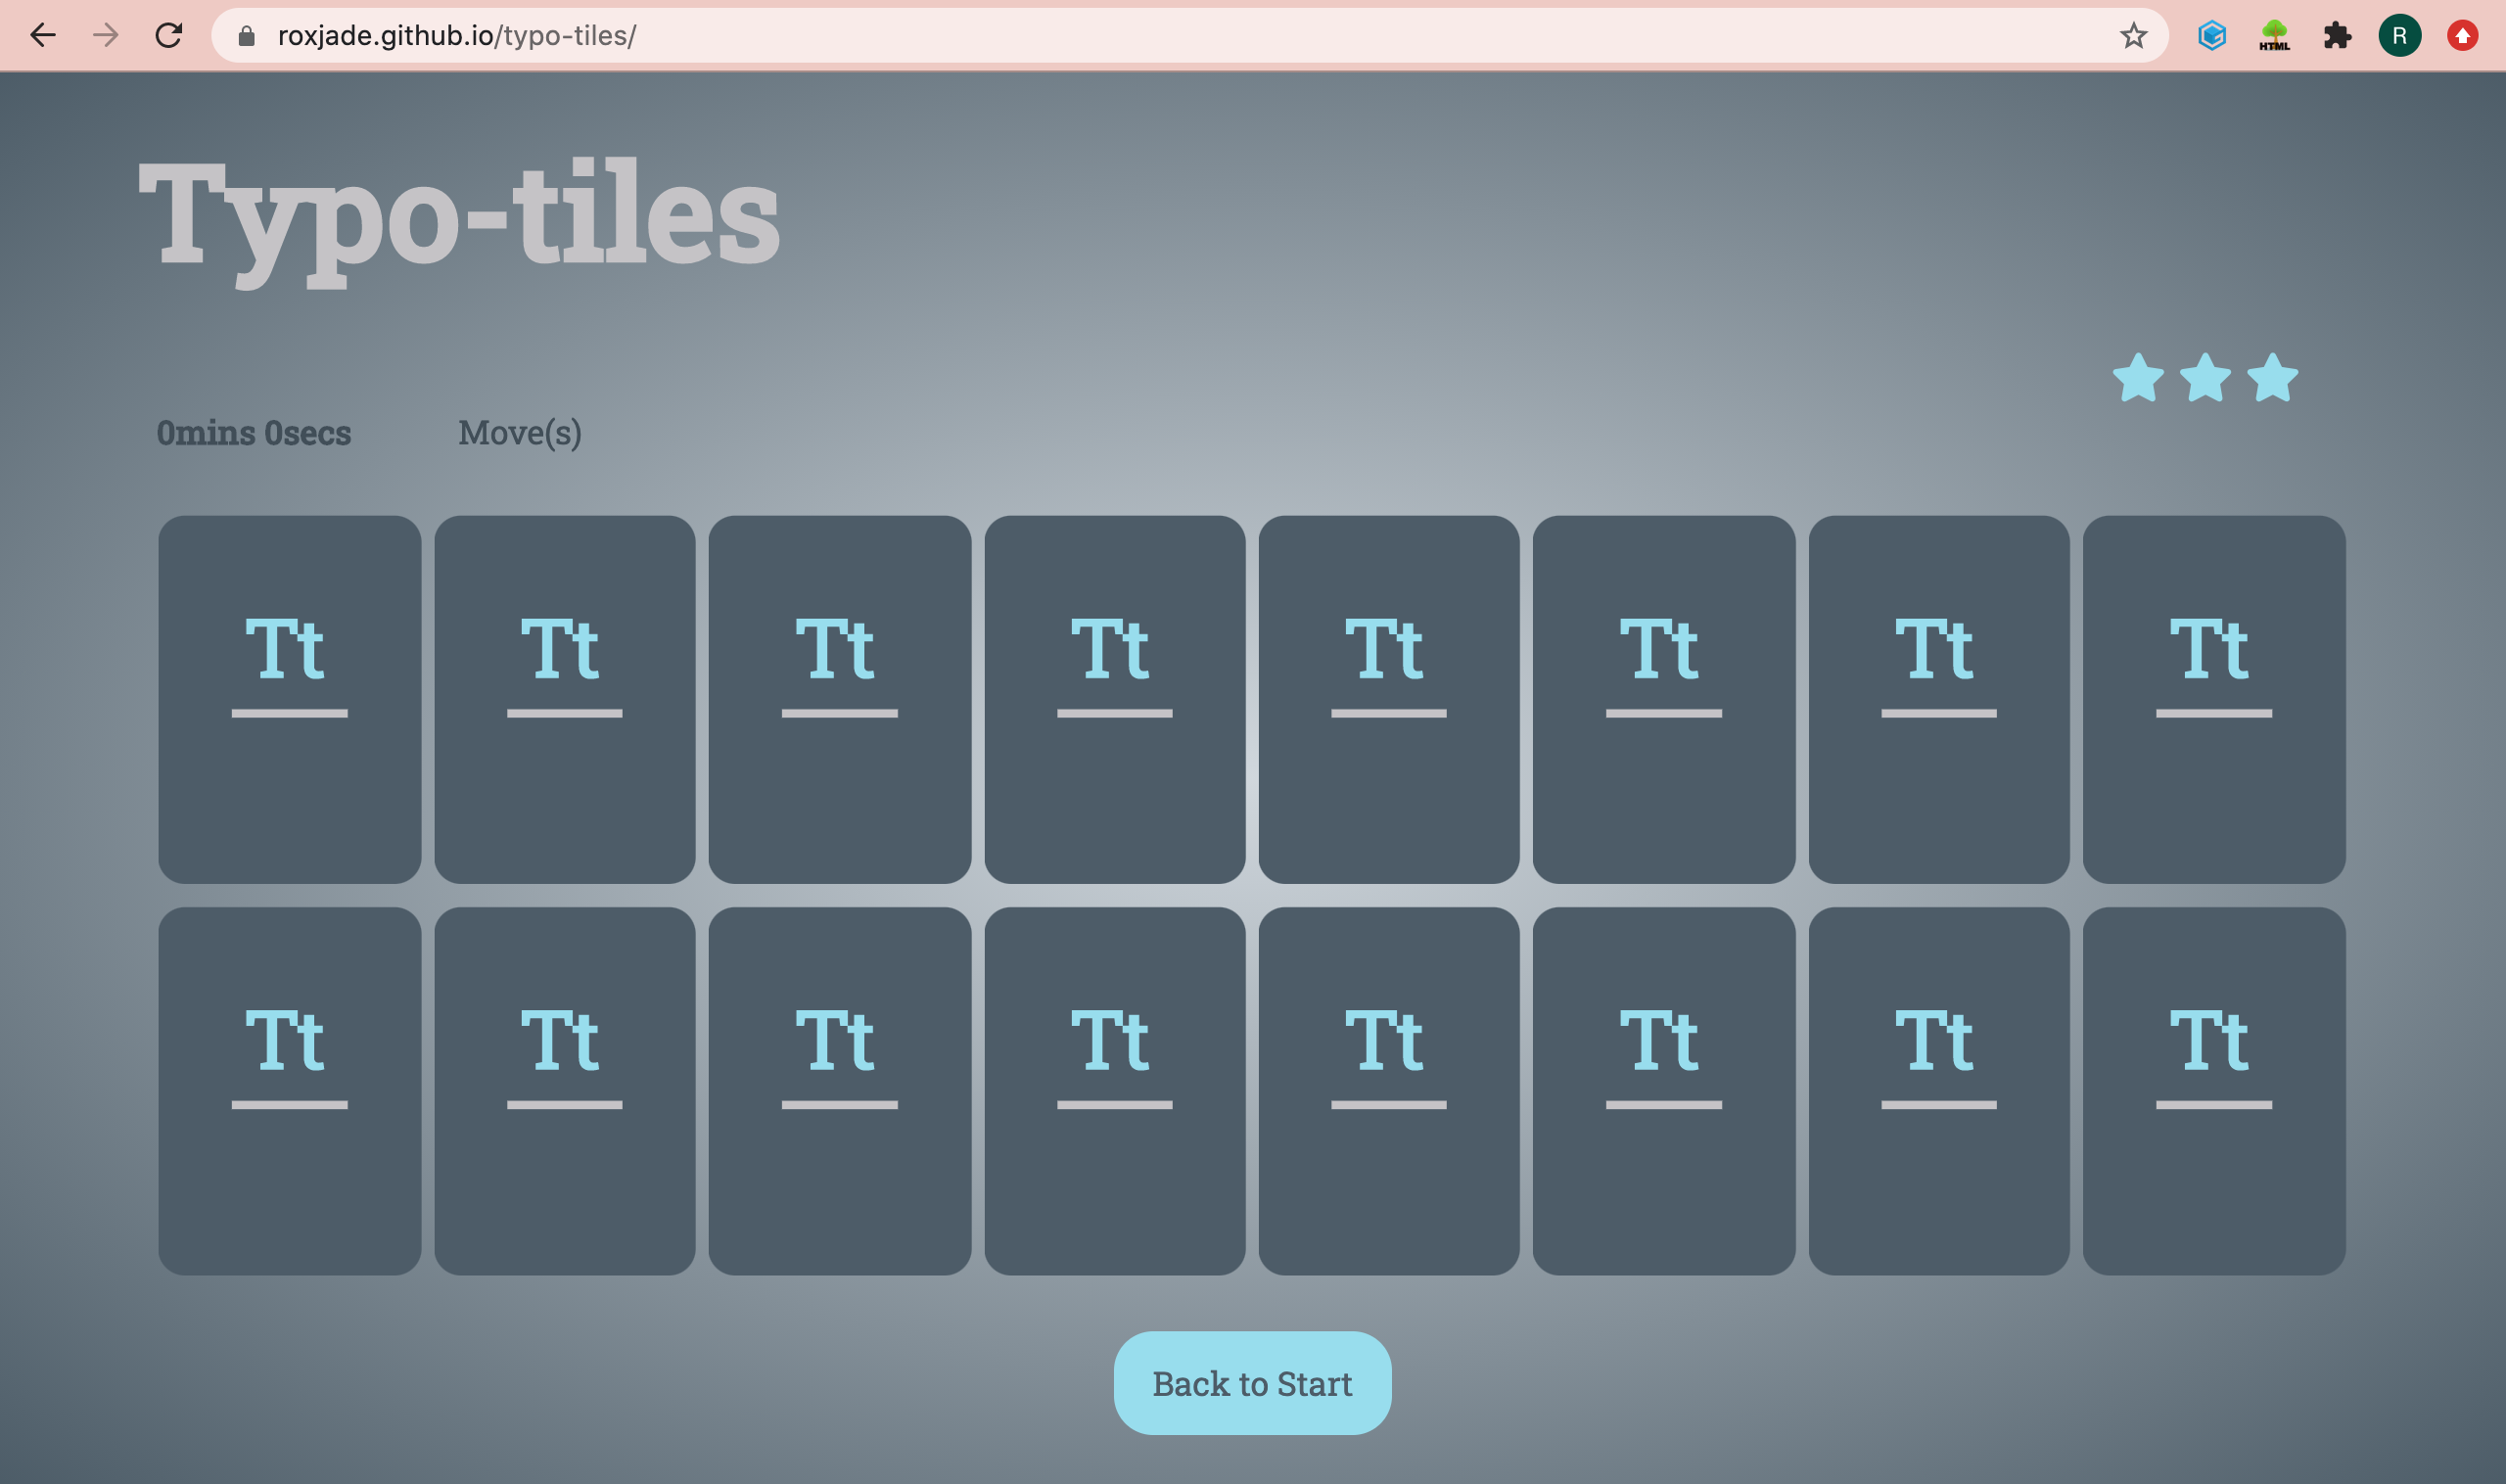 roxjade.github.io/typo-tiles/
HTML
R
Typo-tiles
0mins 0secs Move(s)
Tt Tt Tt Tt Tt Tt Tt Tt
Tt Tt Tt Tt Tt Tt Tt Tt
Back to Start